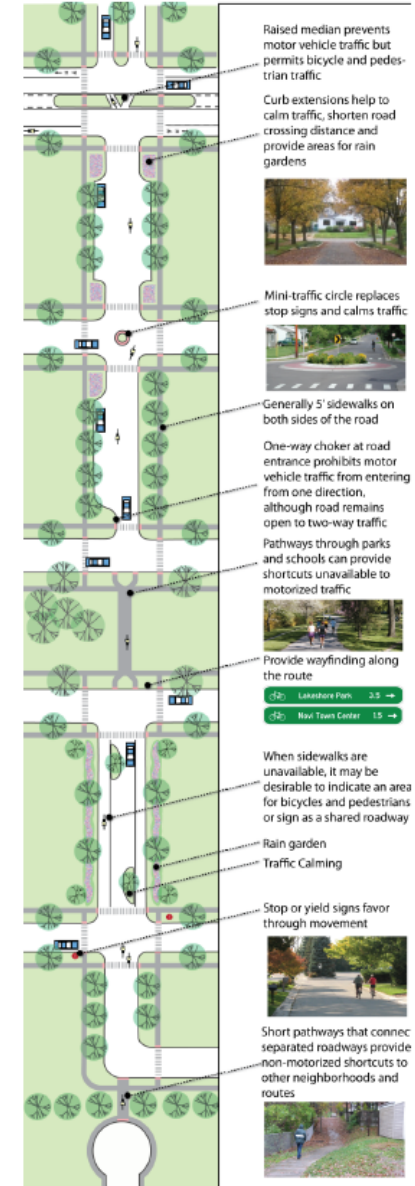 Raised median prevents
motor vehicle traffic but
permits bicycle and pedes-
trian traffic
Curb extensions help to
calm traffic, shorten road
crossing distance and
provide areas for rain
gardens
Mini-traffic circle replaces
stop signs and calms traffic
Generally 5' sidewalks on
both sides of the road
One-way choker at road
entrance prohibits motor
vehicle traffic from entering
from one direction,
although road remains
open to two-way traffic
Pathways through parks
and schools can provide
shortcuts unavailable to
motorized traffic
Provide wayfinding along
the route
Lakeshore Park 3.5 →
Novi Town Center 1.5 →
When sidewalks are
unavailable, it may be
desirable to indicate an area
for bicycles and pedestrians
or sign as a shared roadway
Rain garden
Traffic Calming
Stop or yield signs favor
through movement
Short pathways that connec
separated roadways provide
non-motorized shortcuts to
other neighborhoods and
routes